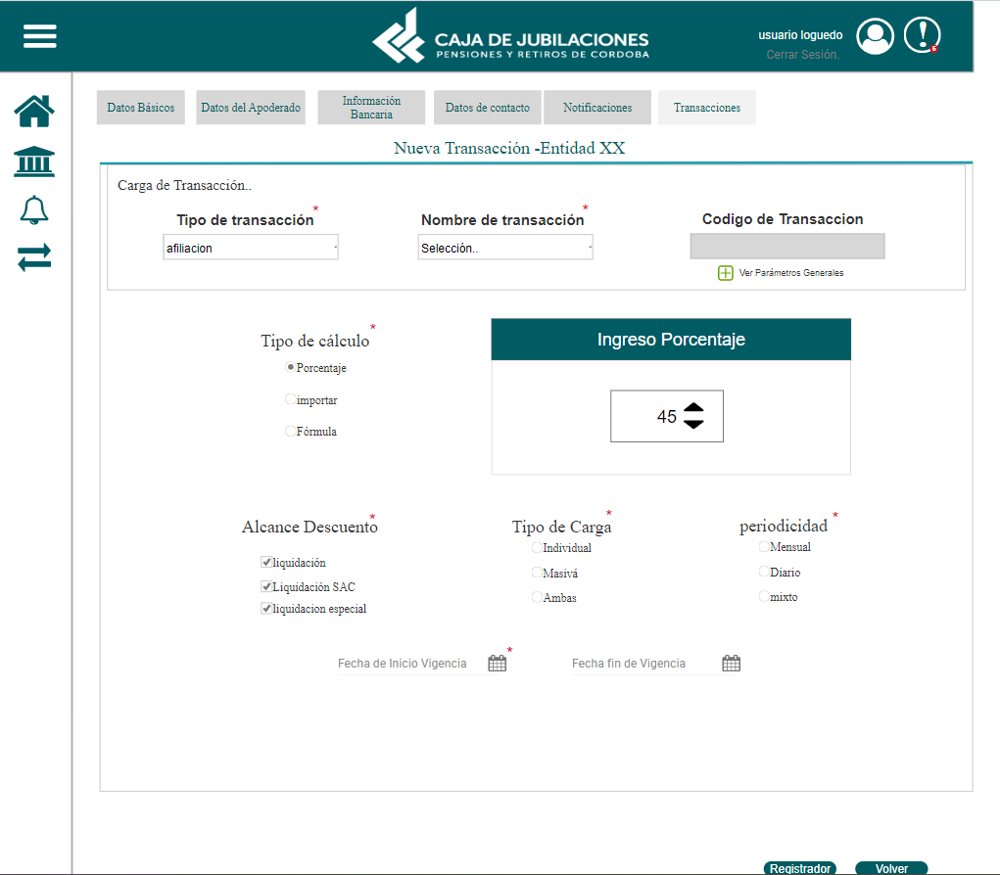 CAJA DE JUBILACIONES
PENSIONES Y RETIROS DE CORDOBA
usuario loguedo
Cerrar Sesión.
6
Datos Básicos
Datos del Apoderado
Información
Bancaria
Datos de contacto
Notificaciones
Transacciones
Nueva Transacción -Entidad XX
Carga de Transacción..
Tipo de transacción *
Nombre de transacción *
Codigo de Transaccion
afiliacion
Selección..
Ver Parámetros Generales
Tipo de cálculo *
Porcentaje
importar
Fórmula
Ingreso Porcentaje
45
Alcance Descuento *
liquidación
Liquidación SAC
liquidacion especial
Tipo de Carga *
Individual
Masivá
Ambas
periodicidad *
Mensual
Diario
mixto
Fecha de Inicio Vigencia *
Fecha fin de Vigencia
Registrador
Volver